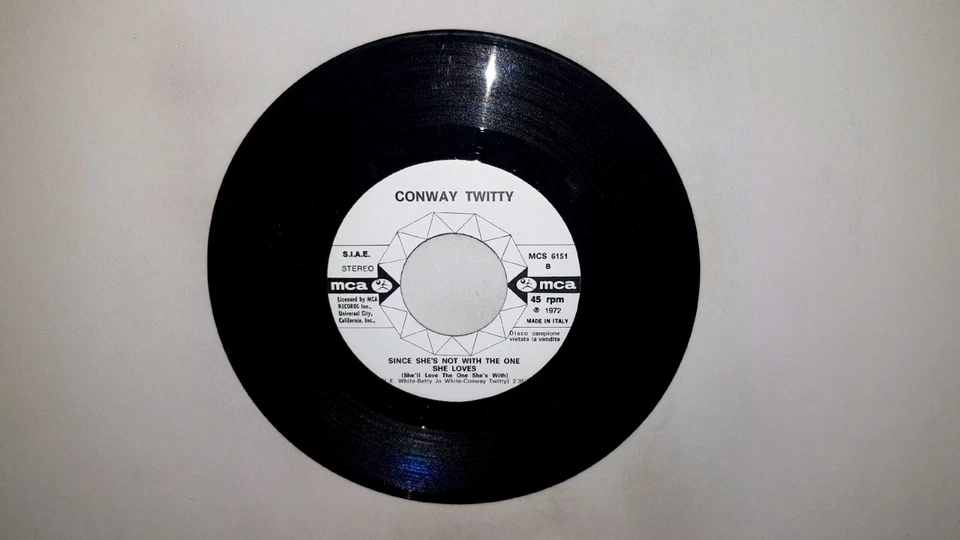 CONWAY TWITTY
S.I.A.E.
STEREO
mca
Licensed by MCA
RECORDS Inc.,
Universal City,
California, Inc.,
MCS 6151
B
mca
45 rpm
℗ 1972
MADE IN ITALY
Disco campione
vietata la vendita
SINCE SHE'S NOT WITH THE ONE
SHE LOVES
(She'll Love The One She's With)
E. White-Betty Jo White-Conway Twitty) 2'35